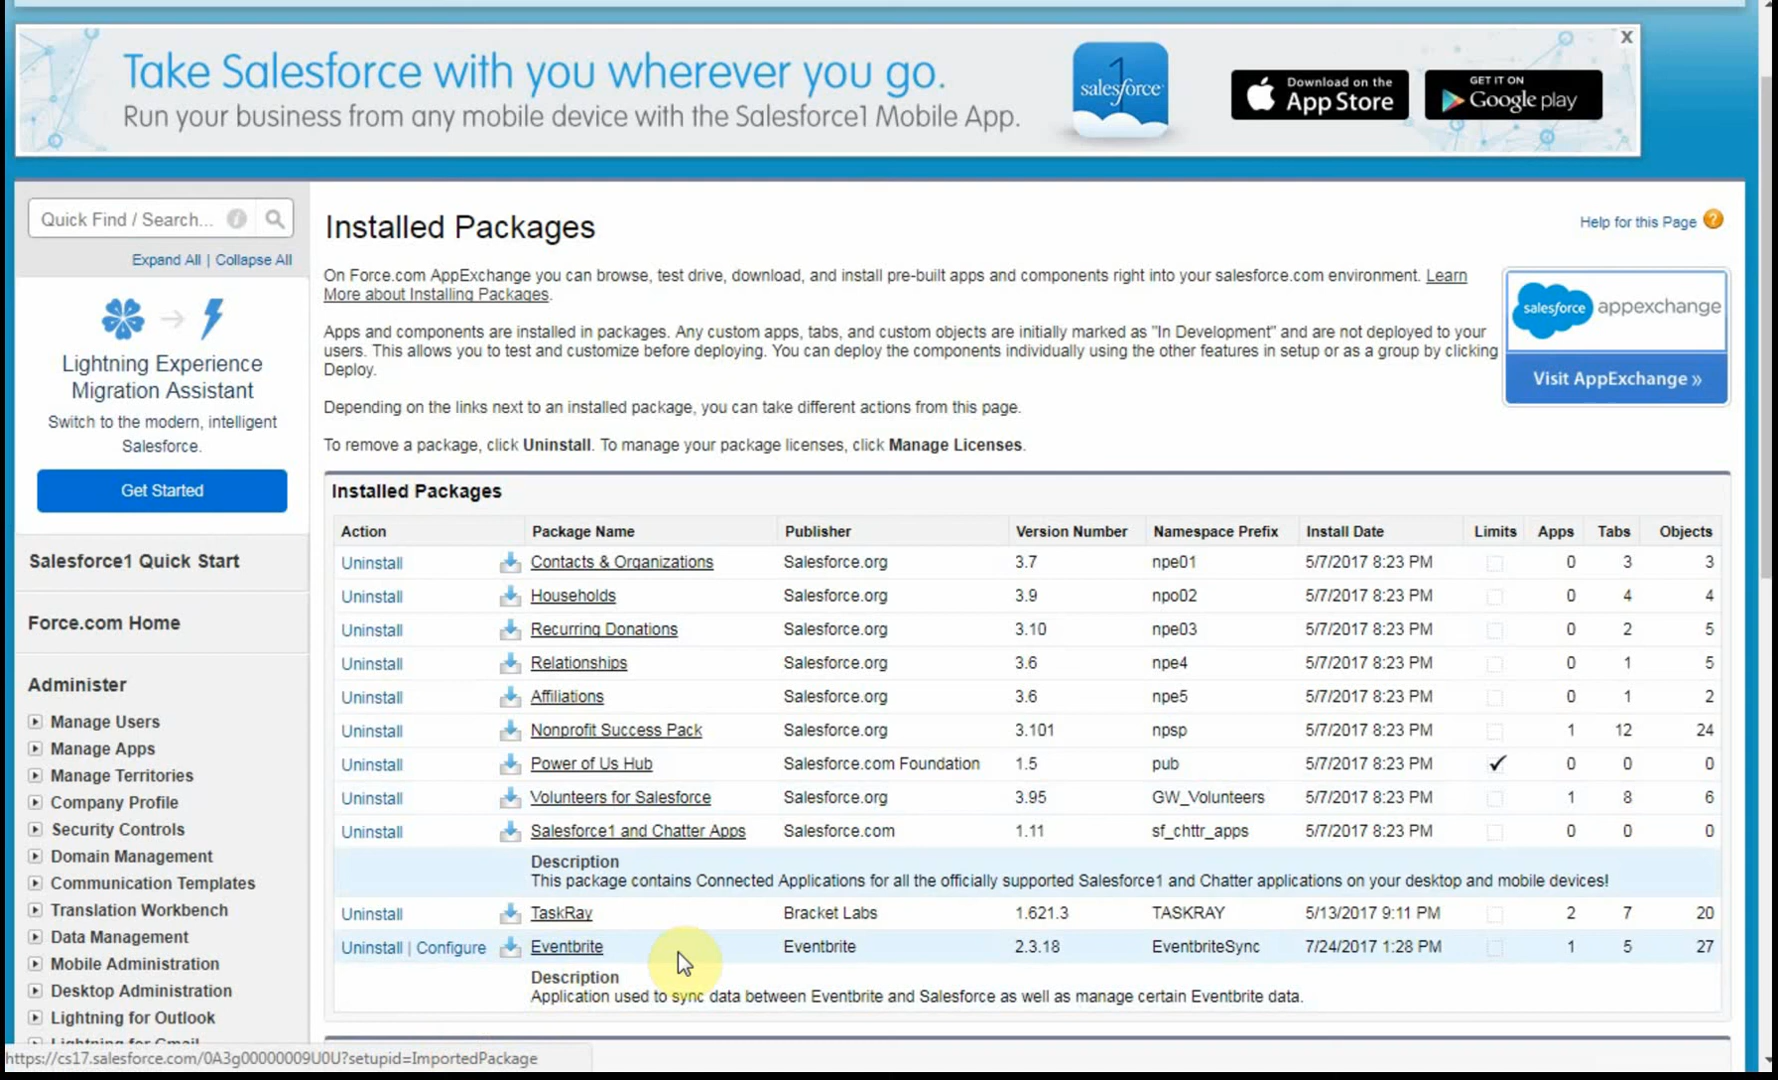 Take Salesforce with you wherever you go.
Run your business from any mobile device with the Salesforce1 Mobile App.
1
salesforce
Download on the
App Store
GET IT ON
Google play
X
Quick Find / Search...
Expand All | Collapse All
Lightning Experience
Migration Assistant
Switch to the modern, intelligent
Salesforce.
Get Started
Salesforce1 Quick Start
Force.com Home
Administer
Manage Users
Manage Apps
Manage Territories
Company Profile
Security Controls
Domain Management
Communication Templates
Translation Workbench
Data Management
Mobile Administration
Desktop Administration
Lightning for Outlook
Lightning for Gmail
Installed Packages
Help for this Page ?
On Force.com AppExchange you can browse, test drive, download, and install pre-built apps and components right into your salesforce.com environment. Learn
More about Installing Packages.
Apps and components are installed in packages. Any custom apps, tabs, and custom objects are initially marked as "In Development" and are not deployed to your
users. This allows you to test and customize before deploying. You can deploy the components individually using the other features in setup or as a group by clicking
Deploy.
Depending on the links next to an installed package, you can take different actions from this page.
To remove a package, click Uninstall. To manage your package licenses, click Manage Licenses.
salesforce appexchange
Visit AppExchange »
Installed Packages
Action Package Name Publisher Version Number Namespace Prefix Install Date Limits Apps Tabs Objects
Uninstall Contacts & Organizations Salesforce.org 3.7 npe01 5/7/2017 8:23 PM 0 3 3
Uninstall Households Salesforce.org 3.9 npo02 5/7/2017 8:23 PM 0 4 4
Uninstall Recurring Donations Salesforce.org 3.10 npe03 5/7/2017 8:23 PM 0 2 5
Uninstall Relationships Salesforce.org 3.6 npe4 5/7/2017 8:23 PM 0 1 5
Uninstall Affiliations Salesforce.org 3.6 npe5 5/7/2017 8:23 PM 0 1 2
Uninstall Nonprofit Success Pack Salesforce.org 3.101 npsp 5/7/2017 8:23 PM 1 12 24
Uninstall Power of Us Hub Salesforce.com Foundation 1.5 pub 5/7/2017 8:23 PM ✓ 0 0 0
Uninstall Volunteers for Salesforce Salesforce.org 3.95 GW_Volunteers 5/7/2017 8:23 PM 1 8 6
Uninstall Salesforce1 and Chatter Apps Salesforce.com 1.11 sf_chttr_apps 5/7/2017 8:23 PM 0 0 0
Description
This package contains Connected Applications for all the officially supported Salesforce1 and Chatter applications on your desktop and mobile devices!
Uninstall TaskRay Bracket Labs 1.621.3 TASKRAY 5/13/2017 9:11 PM 2 7 20
Uninstall | Configure Eventbrite Eventbrite 2.3.18 EventbriteSync 7/24/2017 1:28 PM 1 5 27
Description
Application used to sync data between Eventbrite and Salesforce as well as manage certain Eventbrite data.
https://cs17.salesforce.com/0A3g00000009U0U?setupid=ImportedPackage